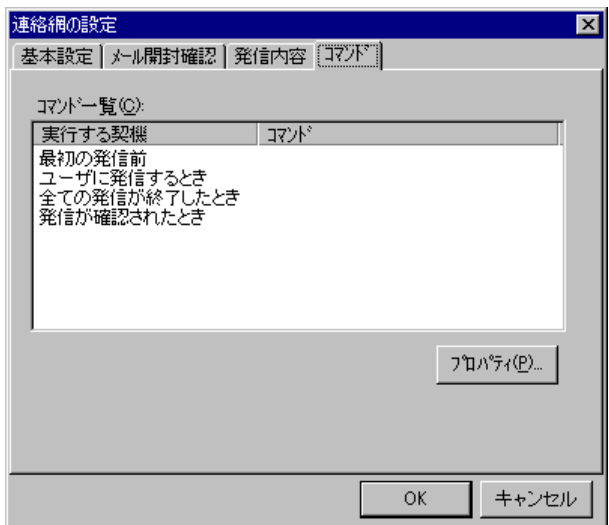 連絡網の設定
基本設定 ﾒｰﾙ開封確認 発信内容 ｺﾏﾝﾄﾞ
ｺﾏﾝﾄﾞ一覧(C):
実行する契機 ｺﾏﾝﾄﾞ
最初の発信前
ユーザに発信するとき
全ての発信が終了したとき
発信が確認されたとき
ﾌﾟﾛﾊﾟﾃｨ(P)...
OK キャンセル